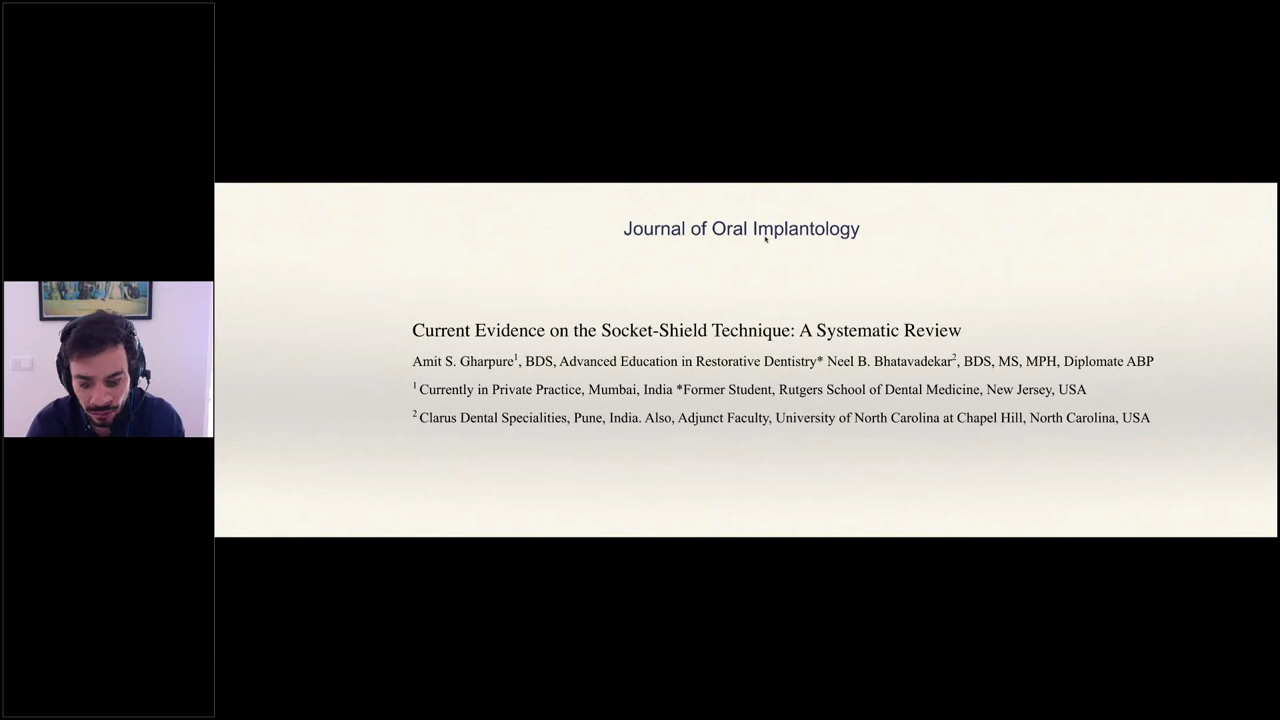 Journal of Oral Implantology
Current Evidence on the Socket-Shield Technique: A Systematic Review
Amit S. Gharpure1, BDS, Advanced Education in Restorative Dentistry* Neel B. Bhatavadekar2, BDS, MS, MPH, Diplomate ABP
1 Currently in Private Practice, Mumbai, India *Former Student, Rutgers School of Dental Medicine, New Jersey, USA
2 Clarus Dental Specialities, Pune, India. Also, Adjunct Faculty, University of North Carolina at Chapel Hill, North Carolina, USA